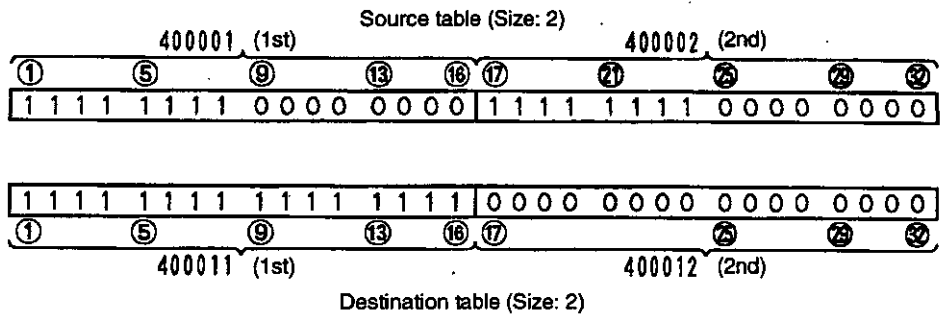 Source table (Size: 2)
400001 (1st) 400002 (2nd)
① ⑤ ⑨ ⑬ ⑯ ⑰ ㉑ ㉕ ㉙ ㉜
1 1 1 1 1 1 1 1 0 0 0 0 0 0 0 0 1 1 1 1 1 1 1 1 0 0 0 0 0 0 0 0
1 1 1 1 1 1 1 1 1 1 1 1 1 1 1 1 0 0 0 0 0 0 0 0 0 0 0 0 0 0 0 0
① ⑤ ⑨ ⑬ ⑯ ⑰ ㉕ ㉙ ㉜
400011 (1st) 400012 (2nd)
Destination table (Size: 2)